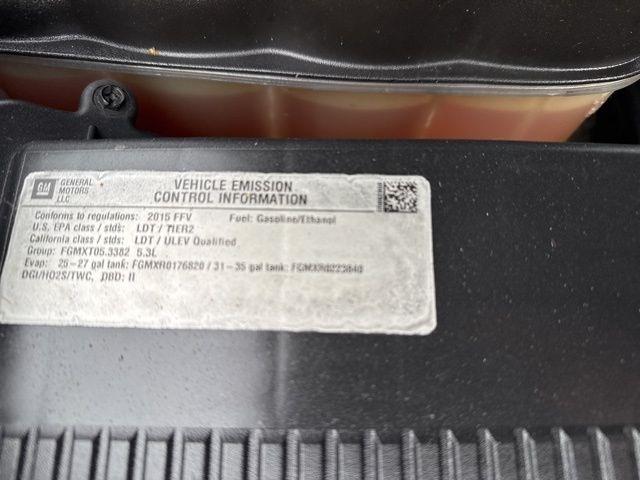 GM GENERAL MOTORS LLC
VEHICLE EMISSION
CONTROL INFORMATION
Conforms to regulations: 2015 FFV Fuel: Gasoline/Ethanol
U.S. EPA class / stds: LDT / TIER2
California class / stds: LDT / ULEV Qualified
Group: FGMXT05.3382 5.3L
Evap: 25-27 gal tank: FGMXR0176820 / 31-35 gal tank:
DGI/HO2S/TWC, OBD: II